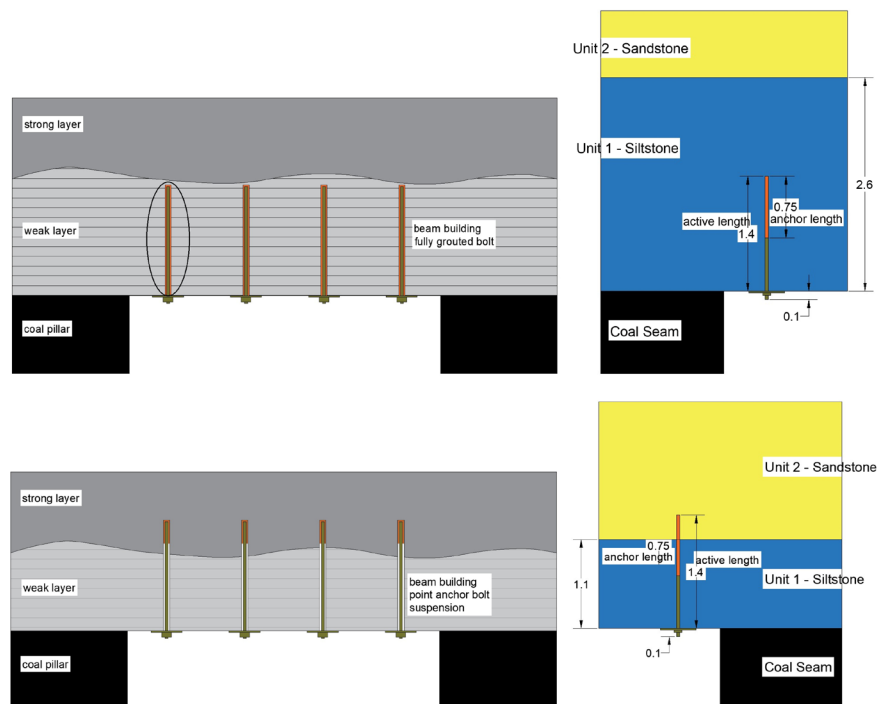 strong layer
weak layer
beam building
fully grouted bolt
coal pillar
Unit 2 - Sandstone
Unit 1 - Siltstone
2.6
0.75
active length
anchor length
1.4
0.1
Coal Seam
strong layer
weak layer
beam building
point anchor bolt
suspension
coal pillar
Unit 2 - Sandstone
0.75
anchor length
active length
1.4
1.1
Unit 1 - Siltstone
0.1
Coal Seam